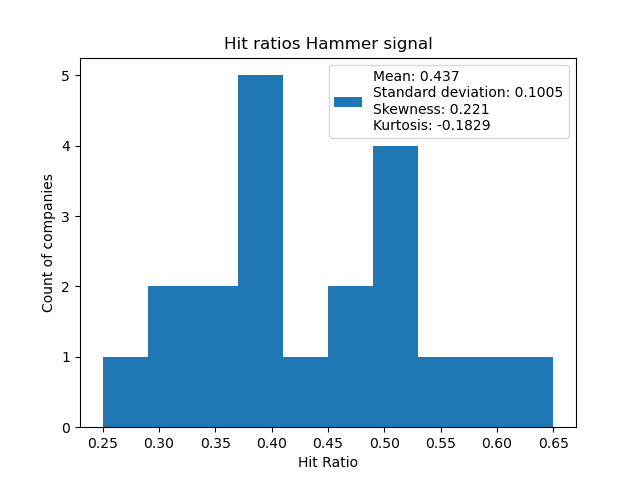 Hit ratios Hammer signal
Mean: 0.437
Standard deviation: 0.1005
Skewness: 0.221
Kurtosis: -0.1829
Count of companies
5
4
3
2
1
0
0.25 0.30 0.35 0.40 0.45 0.50 0.55 0.60 0.65
Hit Ratio